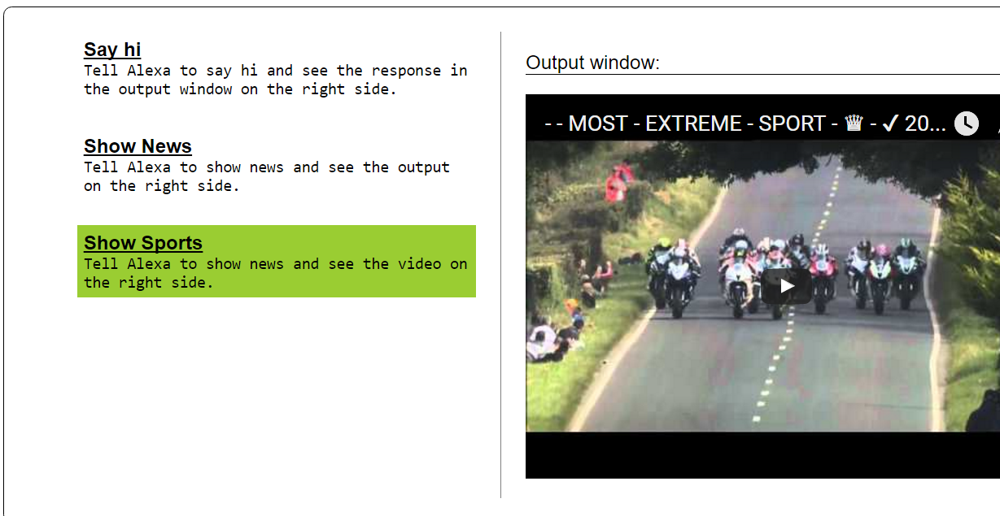 Say hi
Tell Alexa to say hi and see the response in
the output window on the right side.
Show News
Tell Alexa to show news and see the output
on the right side.
Show Sports
Tell Alexa to show news and see the video on
the right side.
Output window:
- - MOST - EXTREME - SPORT - ♛ - ✓ 20...